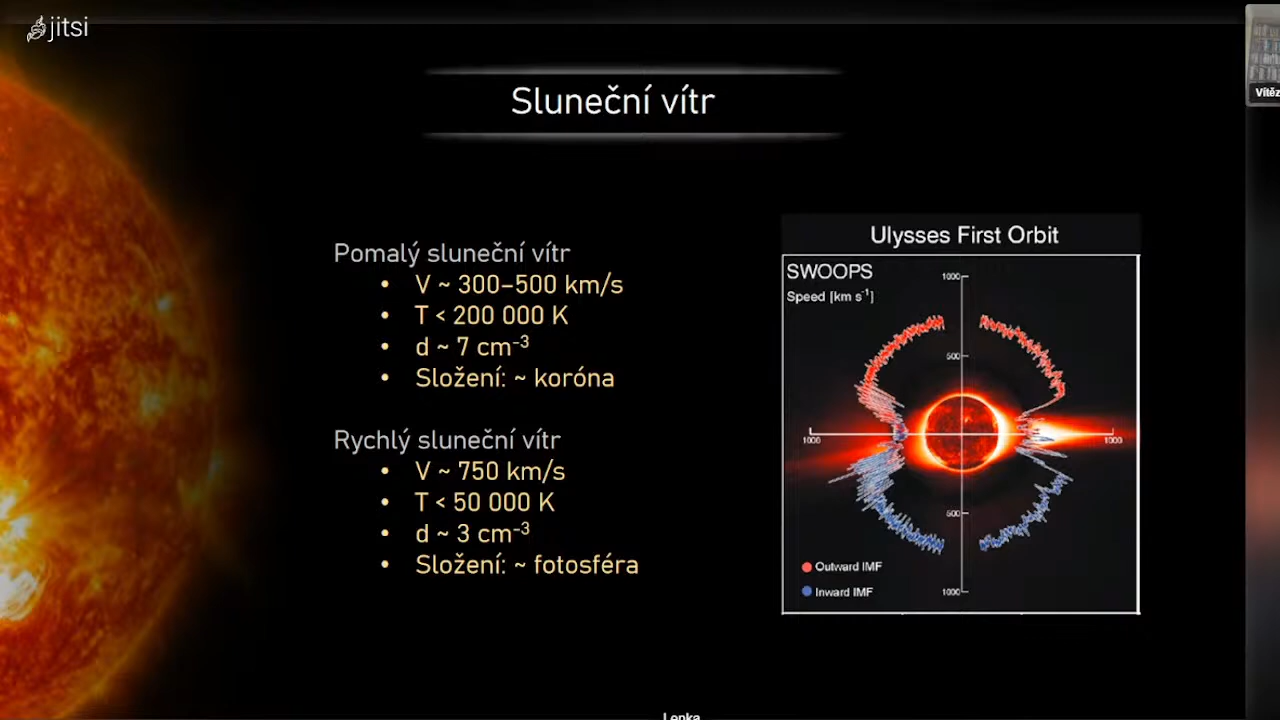 jitsi
Sluneční vítr
Pomalý sluneční vítr
• V ~ 300–500 km/s
• T < 200 000 K
• d ~ 7 cm⁻³
• Složení: ~ koróna
Rychlý sluneční vítr
• V ~ 750 km/s
• T < 50 000 K
• d ~ 3 cm⁻³
• Složení: ~ fotosféra
Ulysses First Orbit
SWOOPS
Speed [km s⁻¹]
1000
500
1000
1000
500
1000
Outward IMF
Inward IMF
Lenka